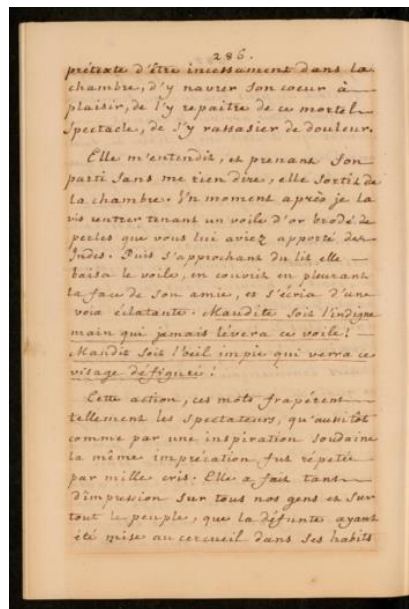 286.
prétexte d'être incessament dans la
chambre, d'y navrer son coeur à
plaisir, de l'y repaitre de ce mortel
spectacle, de s'y rassasier de douleur.
Elle m'entendit, et prenant son
parti sans me rien dire, elle sortit de
la chambre. Un moment après je la
vis rentrer tenant un voile d'or brodé de
perles que vous lui aviez apporté des
Indes. Puis s'approchant du lit, elle
baisa le voile, en couvrit en pleurant
la face de son amie, et s'écria d'une
voix éclatante. Maudite soit l'indigne
main qui jamais lévera ce voile!
Maudit soit l'oeil impie qui verra ce
visage défiguré!
Cette action, ces mots frapérent
tellement les spectateurs, qu'aussitôt
comme par une inspiration soudaine
la même imprécation fut répétée
par mille cris. Elle a fait tant
d'impression sur tous nos gens et sur
tout le peuple, que la défunte ayant
été mise au cercueil dans ses habits